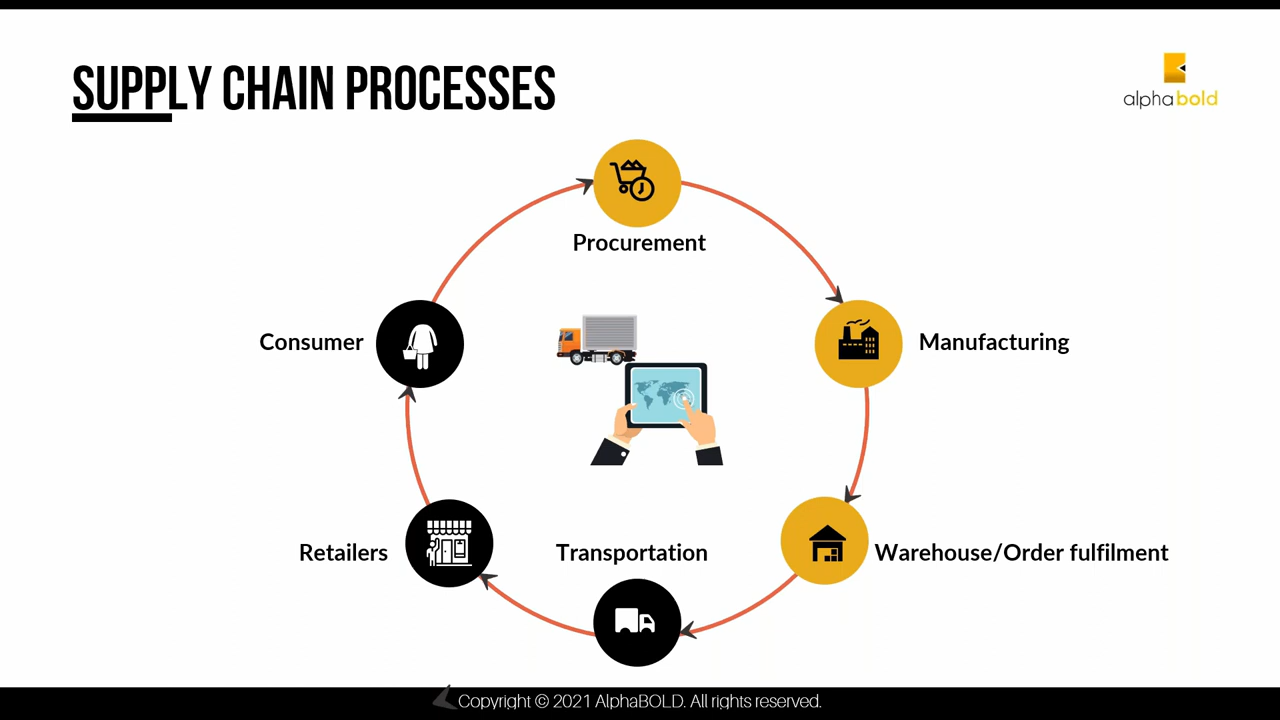 SUPPLY CHAIN PROCESSES
alphabold
Procurement
Consumer
Manufacturing
Retailers
Transportation
Warehouse/Order fulfilment
Copyright © 2021 AlphaBOLD. All rights reserved.